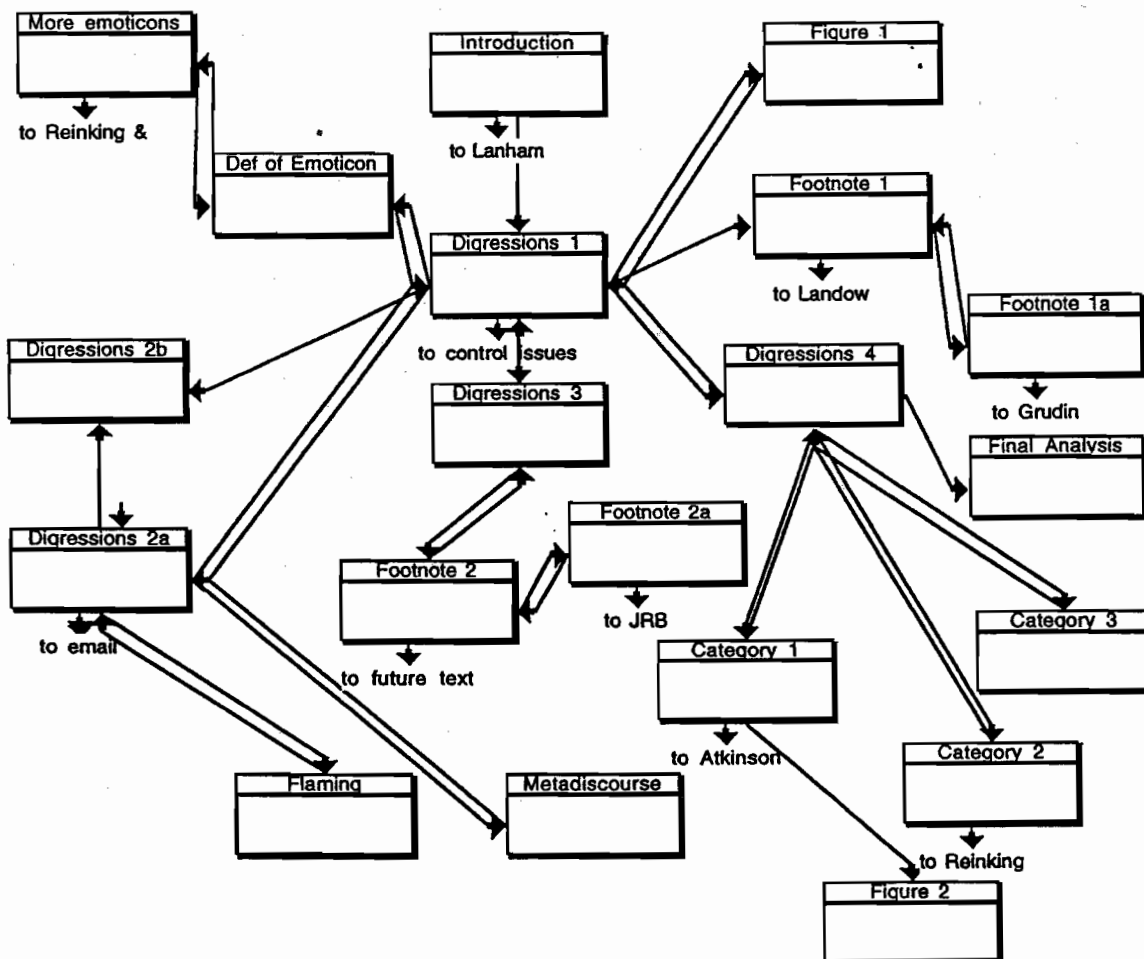 More emoticons
Introduction
Figure 1
to Reinking &
to Lanham
Def of Emoticon
Footnote 1
Digressions 1
to Landow
Footnote 1a
to control issues
Digressions 2b
Digressions 4
Digressions 3
to Grudin
Final Analysis
Footnote 2a
Digressions 2a
Footnote 2
to JRB
Category 3
to email
Category 1
to future text
to Atkinson
Category 2
Flaming
Metadiscourse
to Reinking
Figure 2